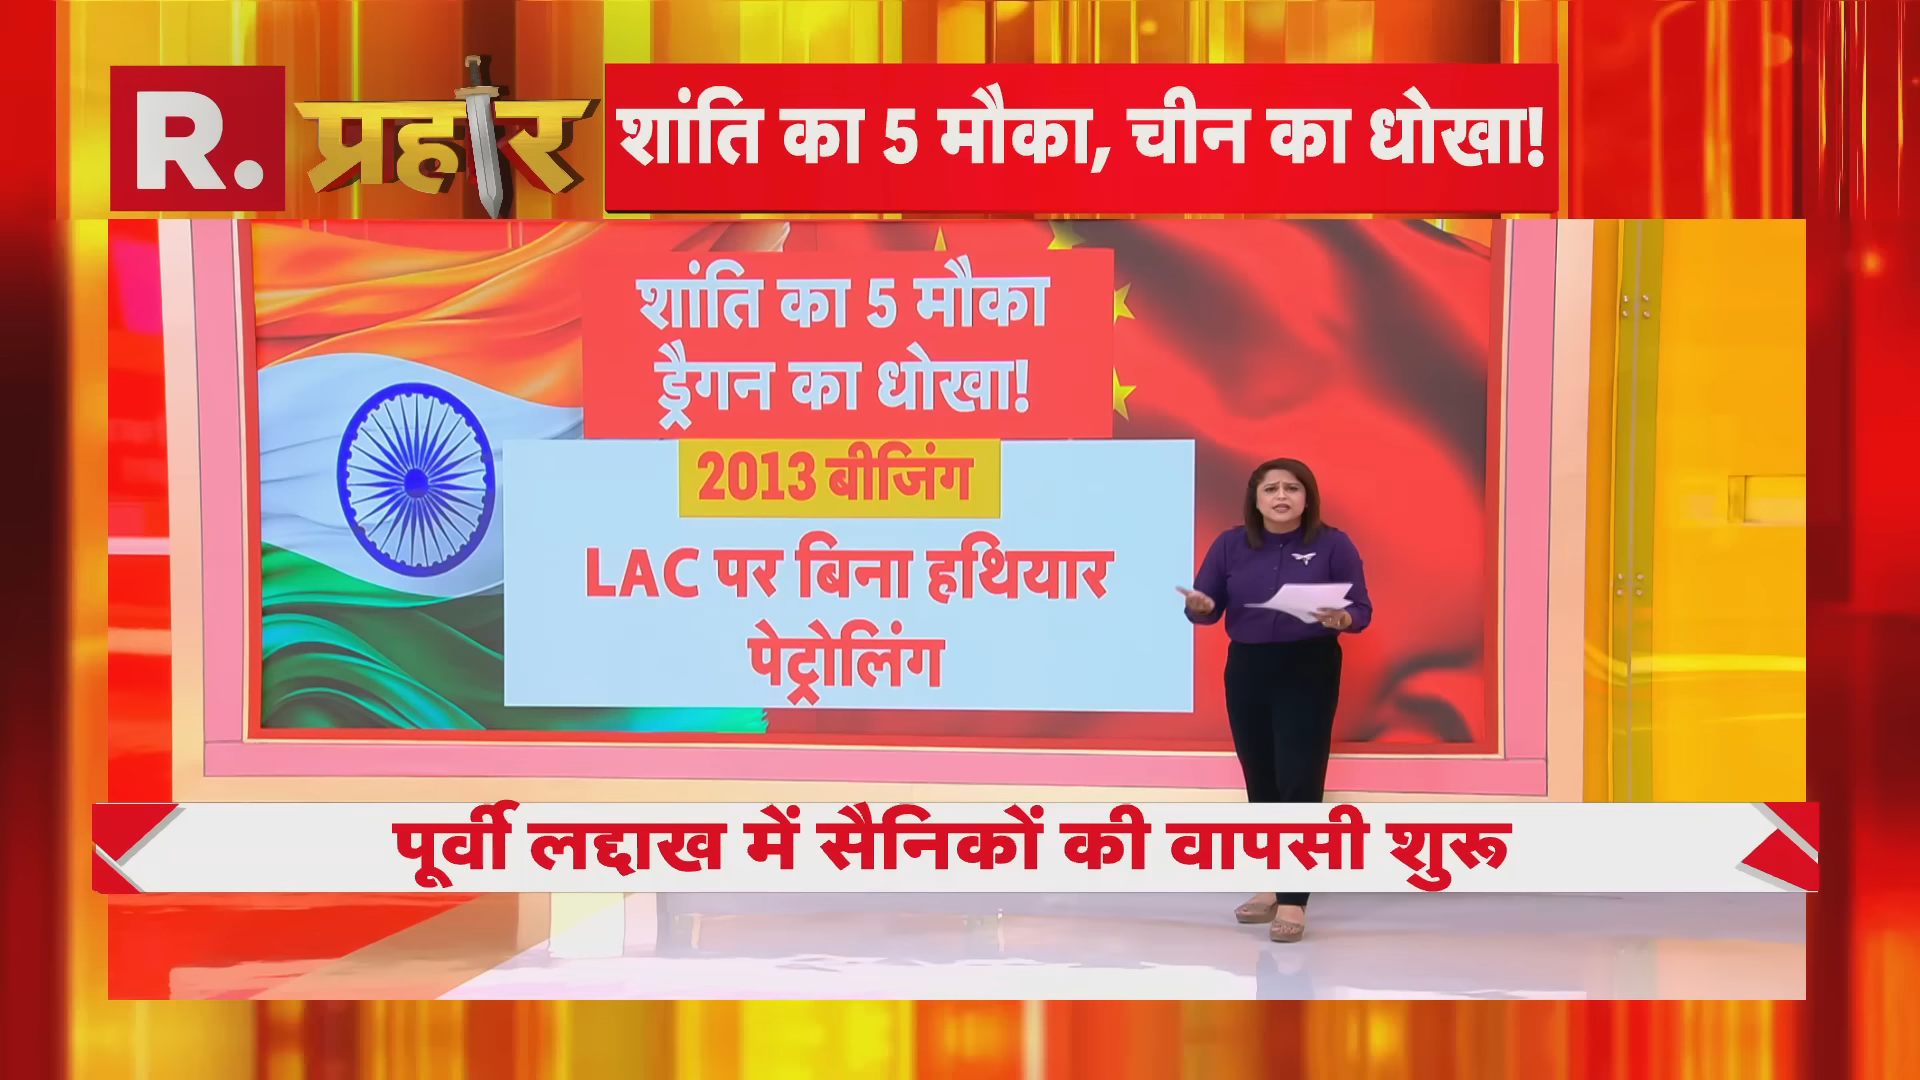 R.
प्रहार
शांति का 5 मौका, चीन का धोखा!
शांति का 5 मौका
ड्रैगन का धोखा!
2013 बीजिंग
LAC पर बिना हथियार
पेट्रोलिंग
पूर्वी लद्दाख में सैनिकों की वापसी शुरू